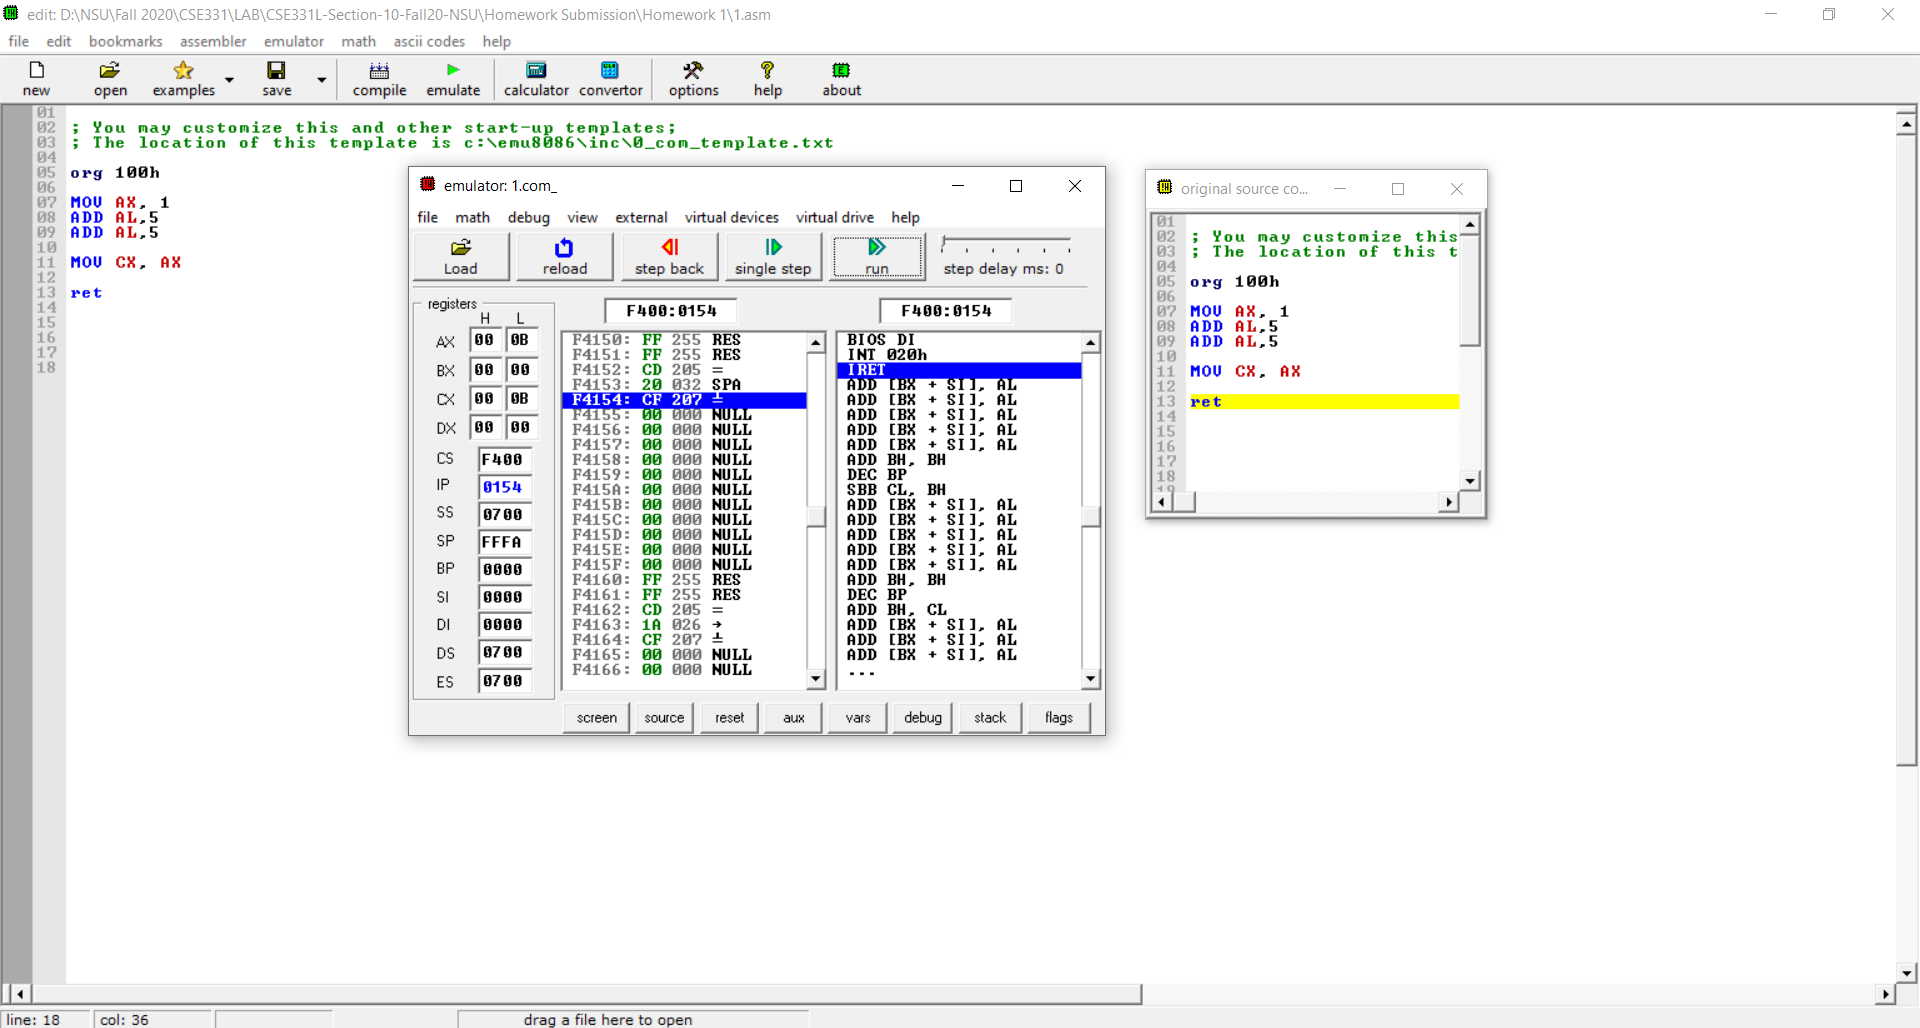 edit: D:\NSU\Fall 2020\CSE331\LAB\CSE331L-Section-10-Fall20-NSU\Homework Submission\Homework 1\1.asm
file edit bookmarks assembler emulator math ascii codes help
new open examples save compile emulate calculator convertor options help about
01
02 ; You may customize this and other start-up templates;
03 ; The location of this template is c:\emu8086\inc\0_com_template.txt
04
05 org 100h
06
07 MOV AX, 1
08 ADD AL,5
09 ADD AL,5
10
11 MOV CX, AX
12
13 ret
14
15
16
17
18
emulator: 1.com_
file math debug view external virtual devices virtual drive help
Load reload step back single step run step delay ms: 0
registers
H L
AX 00 0B
BX 00 00
CX 00 0B
DX 00 00
CS F400
IP 0154
SS 0700
SP FFFA
BP 0000
SI 0000
DI 0000
DS 0700
ES 0700
F400:0154
F4150: FF 255 RES
F4151: FF 255 RES
F4152: CD 205 =
F4153: 20 032 SPA
F4154: CF 207 ╧
F4155: 00 000 NULL
F4156: 00 000 NULL
F4157: 00 000 NULL
F4158: 00 000 NULL
F4159: 00 000 NULL
F415A: 00 000 NULL
F415B: 00 000 NULL
F415C: 00 000 NULL
F415D: 00 000 NULL
F415E: 00 000 NULL
F415F: 00 000 NULL
F4160: FF 255 RES
F4161: FF 255 RES
F4162: CD 205 =
F4163: 1A 026 →
F4164: CF 207 ╧
F4165: 00 000 NULL
F4166: 00 000 NULL
F400:0154
BIOS DI
INT 020h
IRET
ADD [BX + SI], AL
ADD [BX + SI], AL
ADD [BX + SI], AL
ADD [BX + SI], AL
ADD [BX + SI], AL
ADD BH, BH
DEC BP
SBB CL, BH
ADD [BX + SI], AL
ADD [BX + SI], AL
ADD [BX + SI], AL
ADD [BX + SI], AL
ADD [BX + SI], AL
ADD BH, BH
DEC BP
ADD BH, CL
ADD [BX + SI], AL
ADD [BX + SI], AL
ADD [BX + SI], AL
...
screen source reset aux vars debug stack flags
original source co...
01
02 ; You may customize this
03 ; The location of this t
04
05 org 100h
06
07 MOV AX, 1
08 ADD AL,5
09 ADD AL,5
10
11 MOV CX, AX
12
13 ret
14
15
16
17
18
19
line: 18 col: 36 drag a file here to open